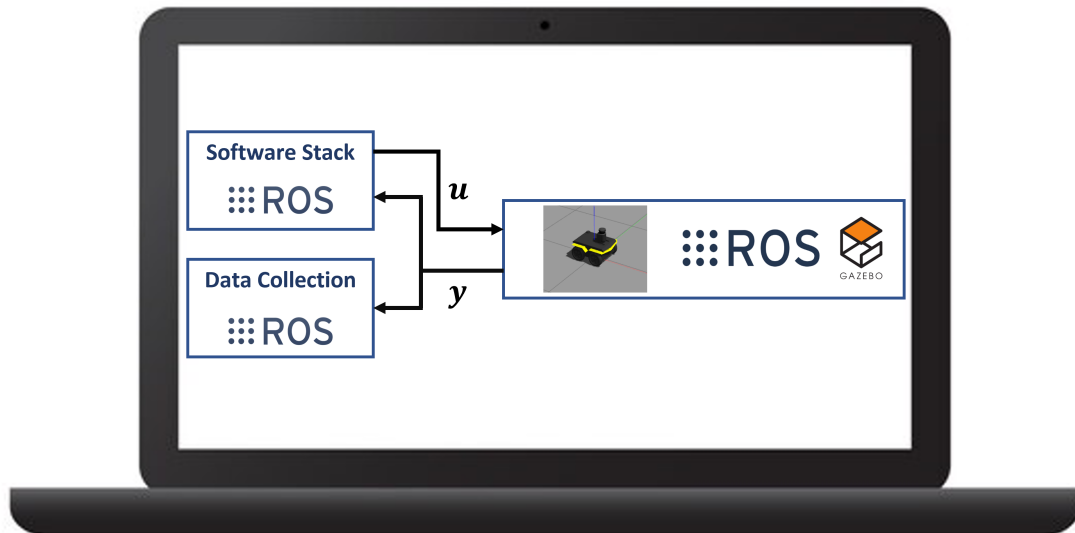 Software Stack
ROS
u
ROS
GAZEBO
Data Collection
y
ROS